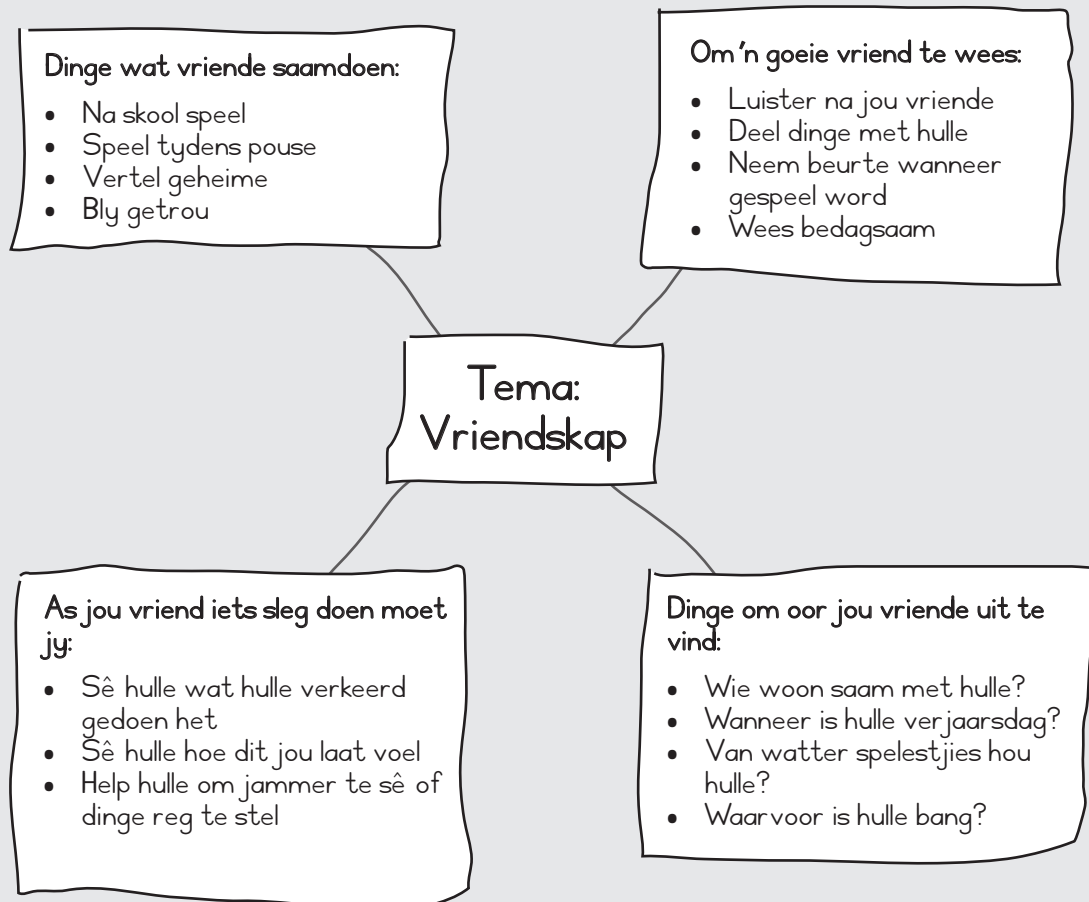 Dinge wat vriende saamdoen:
• Na skool speel
• Speel tydens pouse
• Vertel geheime
• Bly getrou
Om 'n goeie vriend te wees:
• Luister na jou vriende
• Deel dinge met hulle
• Neem beurte wanneer
gespeel word
• Wees bedagsaam
Tema:
Vriendskap
As jou vriend iets sleg doen moet
jy:
• Sê hulle wat hulle verkeerd
gedoen het
• Sê hulle hoe dit jou laat voel
• Help hulle om jammer te sê of
dinge reg te stel
Dinge om oor jou vriende uit te
vind:
• Wie woon saam met hulle?
• Wanneer is hulle verjaarsdag?
• Van watter spelestjies hou
hulle?
• Waarvoor is hulle bang?